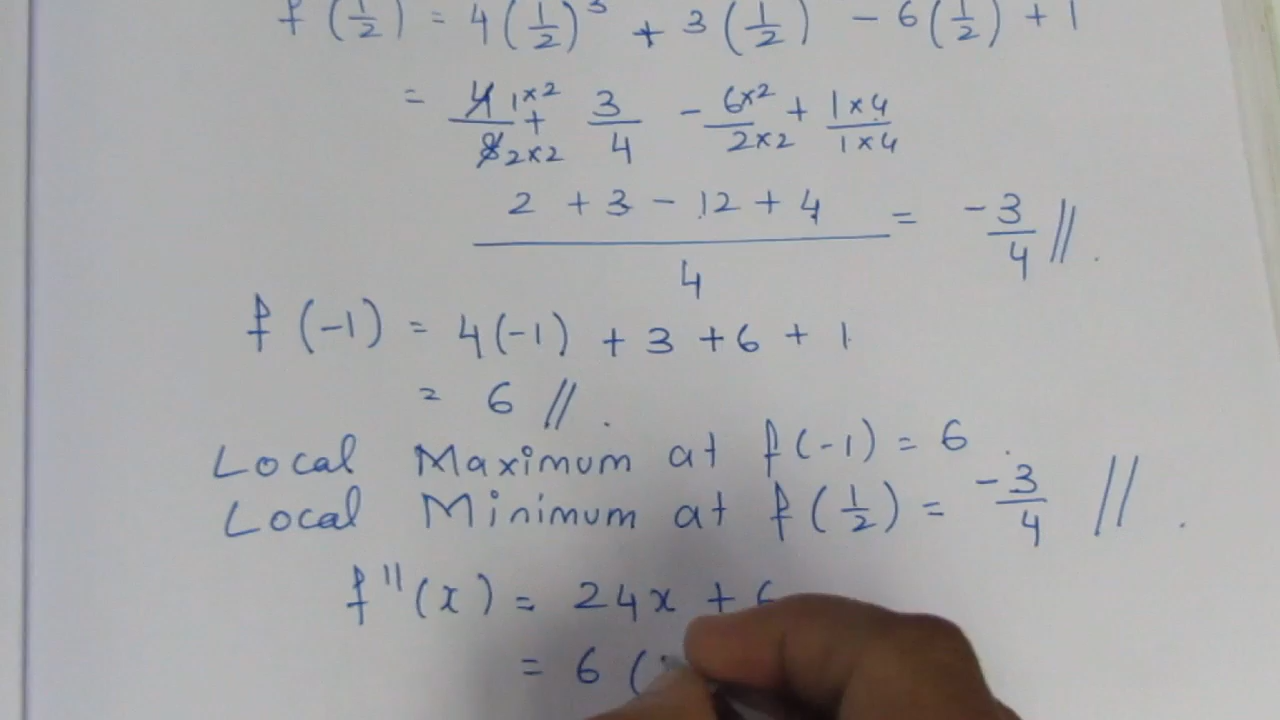 f(1/2) = 4(1/2)³ + 3(1/2) - 6(1/2) + 1
= 4 1×2/8 2×2 + 3/4 - 6×2/2×2 + 1×4/1×4
2 + 3 - 12 + 4/4 = -3/4 //.
f(-1) = 4(-1) + 3 + 6 + 1
= 6 //.
Local Maximum at f(-1) = 6.
Local Minimum at f(1/2) = -3/4 //.
f"(x) = 24x + 6
= 6 (